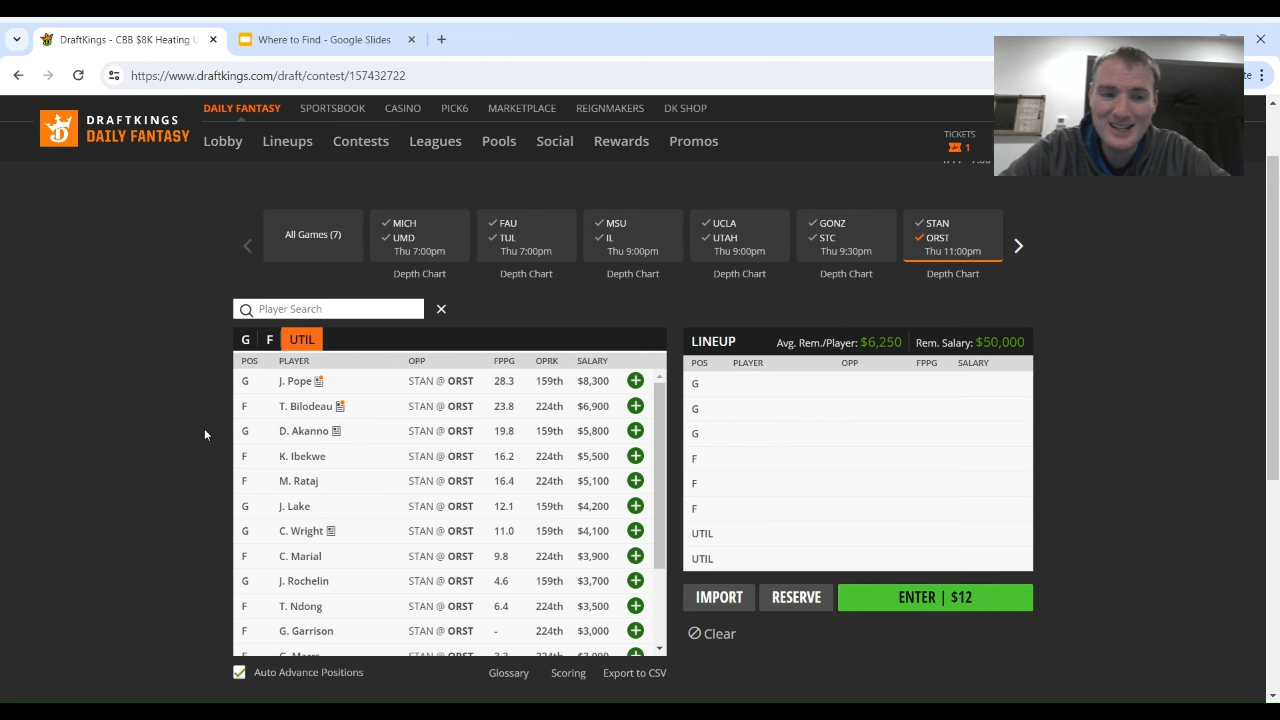 DraftKings - CBB $8K Heating U
Where to Find - Google Slides
https://www.draftkings.com/draft/contest/157432722
DRAFTKINGS
DAILY FANTASY
DAILY FANTASY SPORTSBOOK CASINO PICK6 MARKETPLACE REIGNMAKERS DK SHOP
Lobby Lineups Contests Leagues Pools Social Rewards Promos
TICKETS
1
All Games (7)
MICH
UMD
Thu 7:00pm
Depth Chart
FAU
TUL
Thu 7:00pm
Depth Chart
MSU
IL
Thu 9:00pm
Depth Chart
UCLA
UTAH
Thu 9:00pm
Depth Chart
GONZ
STC
Thu 9:30pm
Depth Chart
STAN
ORST
Thu 11:00pm
Depth Chart
Player Search
G F UTIL
POS PLAYER OPP FPPG OPRK SALARY
G J. Pope STAN @ ORST 28.3 159th $8,300
F T. Bilodeau STAN @ ORST 23.8 224th $6,900
G D. Akanno STAN @ ORST 19.8 159th $5,800
F K. Ibekwe STAN @ ORST 16.2 224th $5,500
F M. Rataj STAN @ ORST 16.4 224th $5,100
G J. Lake STAN @ ORST 12.1 159th $4,200
G C. Wright STAN @ ORST 11.0 159th $4,100
F C. Marial STAN @ ORST 9.8 224th $3,900
G J. Rochelin STAN @ ORST 4.6 159th $3,700
F T. Ndong STAN @ ORST 6.4 224th $3,500
F G. Garrison STAN @ ORST - 224th $3,000
Auto Advance Positions Glossary Scoring Export to CSV
LINEUP Avg. Rem./Player: $6,250 Rem. Salary: $50,000
POS PLAYER OPP FPPG SALARY
G
G
G
F
F
F
UTIL
UTIL
IMPORT RESERVE ENTER | $12
Clear